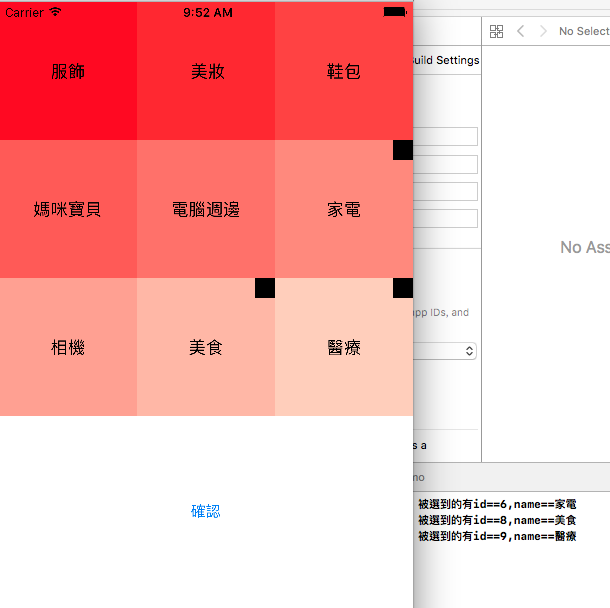 Carrier 9:52 AM
No Select
Build Settings
服飾 美妝 鞋包
媽咪寶貝 電腦週邊 家電
No Ass
app IDs, and
相機 美食 醫療
s a
mo
確認
被選到的有id==6,name==家電
被選到的有id==8,name==美食
被選到的有id==9,name==醫療